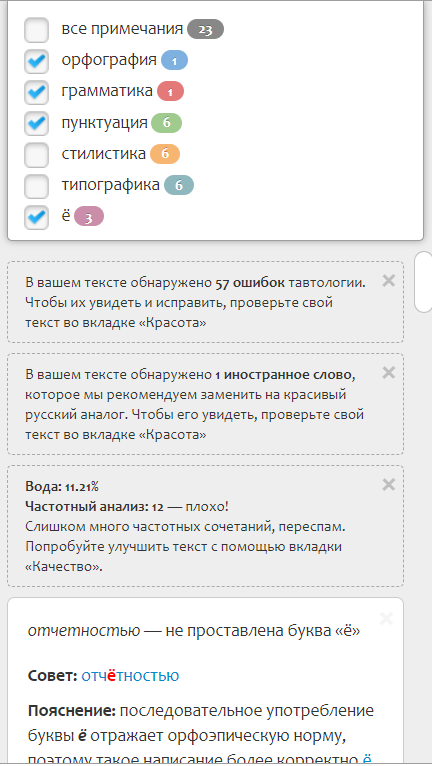 все примечания 23
орфография 1
грамматика 1
пунктуация 6
стилистика 6
типографика 6
ё 3
В вашем тексте обнаружено 57 ошибок тавтологии.
Чтобы их увидеть и исправить, проверьте свой
текст во вкладке «Красота»
В вашем тексте обнаружено 1 иностранное слово,
которое мы рекомендуем заменить на красивый
русский аналог. Чтобы его увидеть, проверьте свой
текст во вкладке «Красота»
Вода: 11.21%
Частотный анализ: 12 — плохо!
Слишком много частотных сочетаний, переспам.
Попробуйте улучшить текст с помощью вкладки
«Качество».
отчетностью — не проставлена буква «ё»
Совет: отчётностью
Пояснение: последовательное употребление
буквы ё отражает орфоэпическую норму,
поэтому такое написание более корректно ё